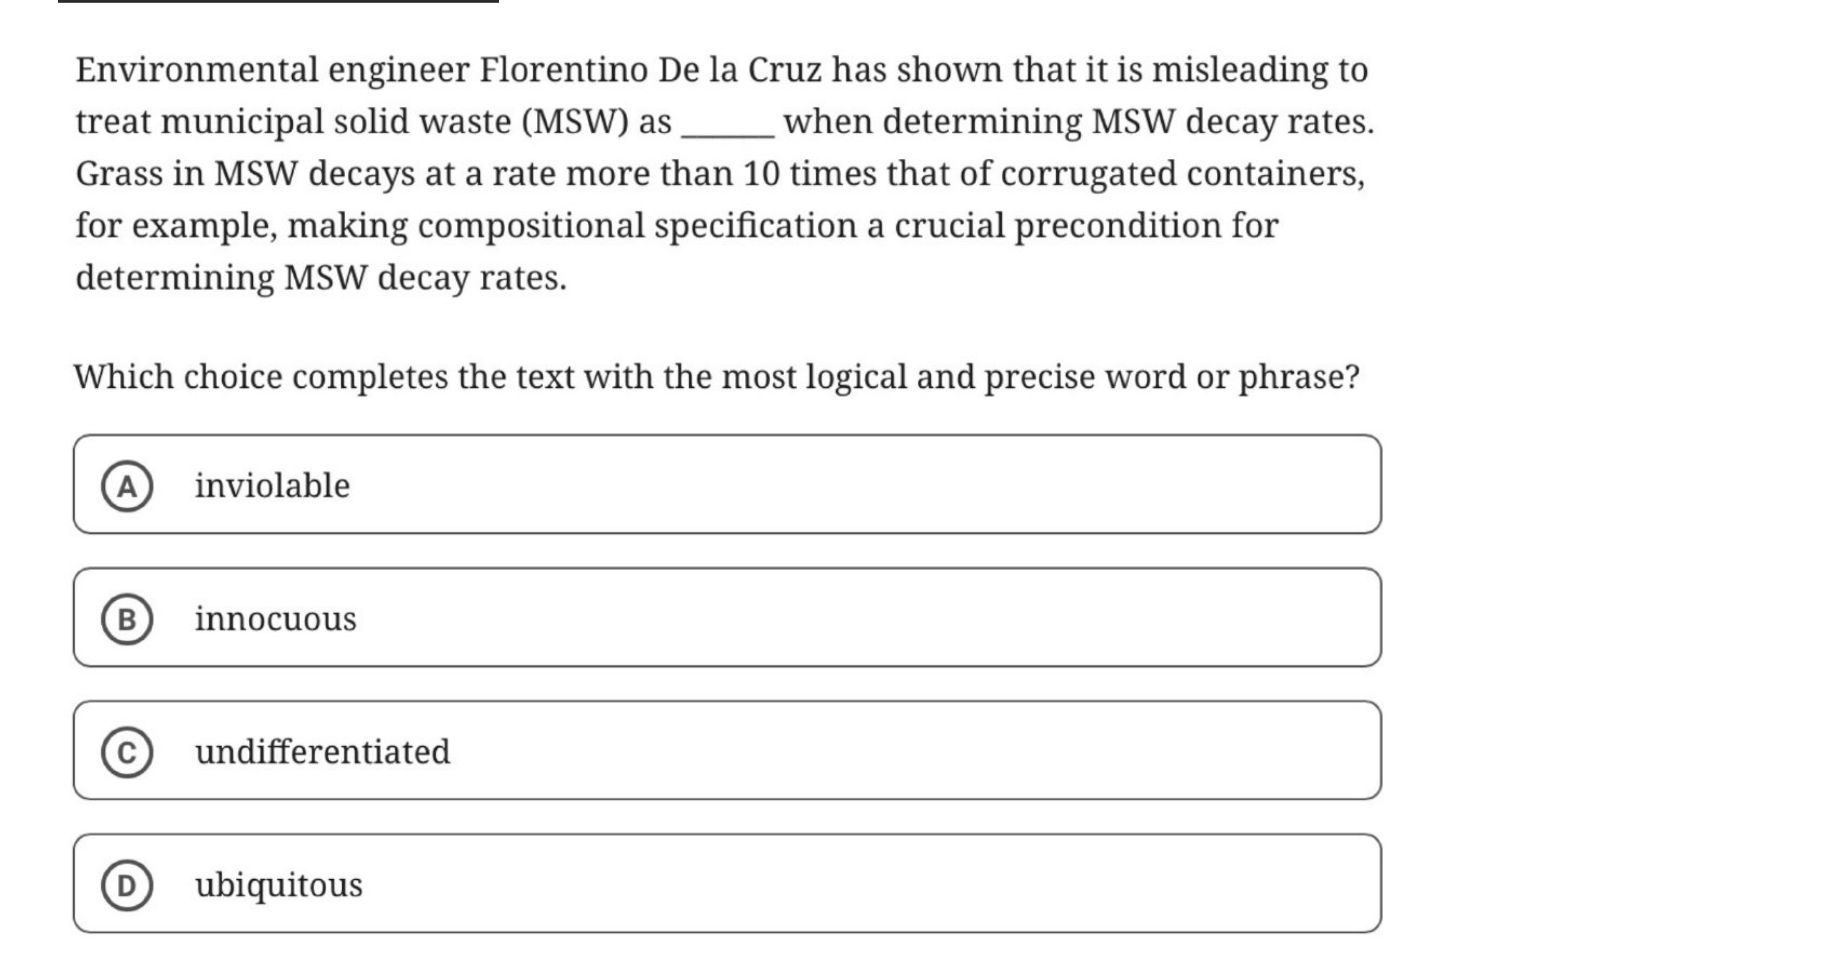 Environmental engineer Florentino De la Cruz has shown that it is misleading to
treat municipal solid waste (MSW) as ______ when determining MSW decay rates.
Grass in MSW decays at a rate more than 10 times that of corrugated containers,
for example, making compositional specification a crucial precondition for
determining MSW decay rates.
Which choice completes the text with the most logical and precise word or phrase?
A inviolable
B innocuous
C undifferentiated
D ubiquitous